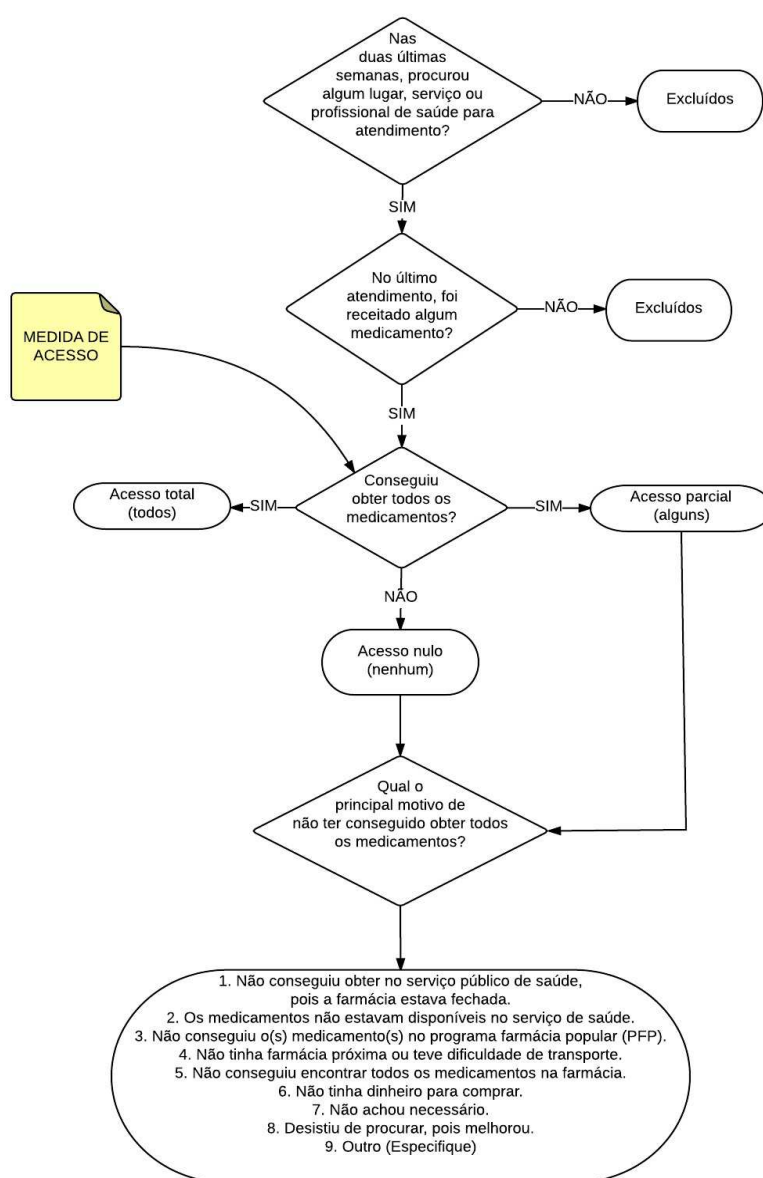 Nas
duas últimas
semanas, procurou
algum lugar, serviço ou
profissional de saúde para
atendimento?
NÃO
Excluídos
SIM
No último
atendimento, foi
receitado algum
medicamento?
NÃO
Excluídos
MEDIDA DE
ACESSO
SIM
Conseguiu
obter todos os
medicamentos?
SIM
Acesso total
(todos)
SIM
Acesso parcial
(alguns)
NÃO
Acesso nulo
(nenhum)
Qual o
principal motivo de
não ter conseguido obter todos
os medicamentos?
1. Não conseguiu obter no serviço público de saúde,
pois a farmácia estava fechada.
2. Os medicamentos não estavam disponíveis no serviço de saúde.
3. Não conseguiu o(s) medicamento(s) no programa farmácia popular (PFP).
4. Não tinha farmácia próxima ou teve dificuldade de transporte.
5. Não conseguiu encontrar todos os medicamentos na farmácia.
6. Não tinha dinheiro para comprar.
7. Não achou necessário.
8. Desistiu de procurar, pois melhorou.
9. Outro (Especifique)